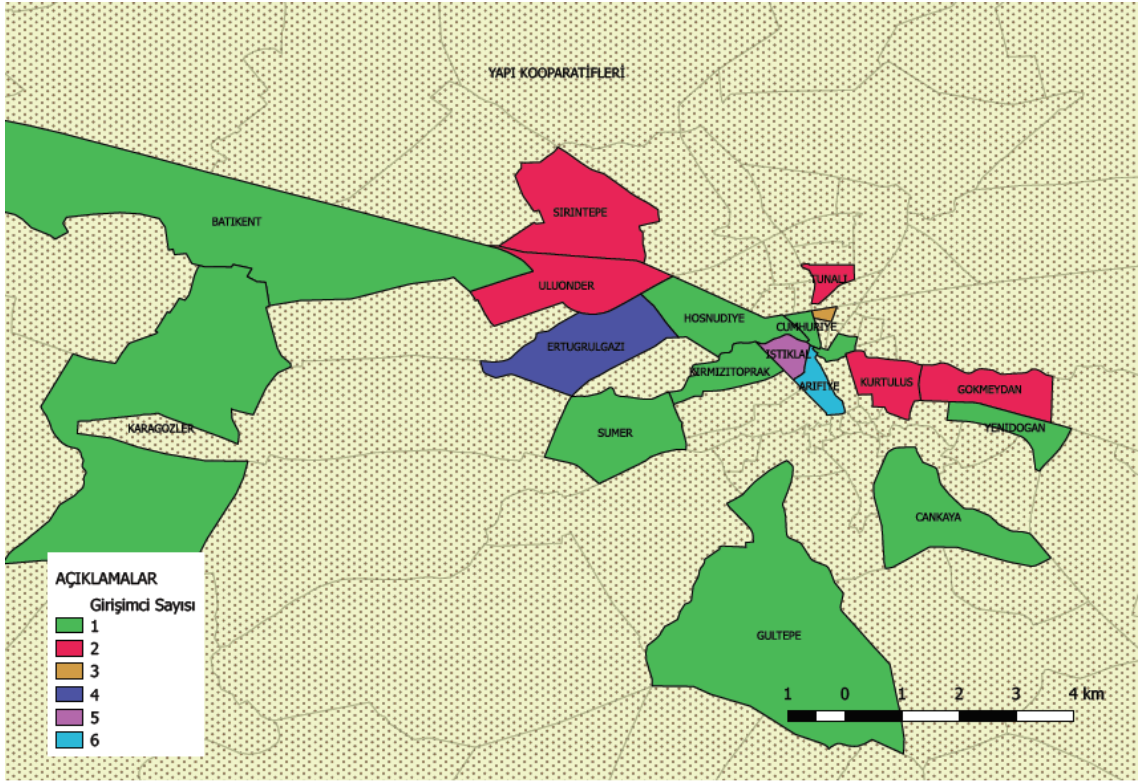 YAPI KOOPARATİFLERİ
SIRINTEPE
BATIKENT
TUNALI
ULUONDER
HOSNUDIYE
CUMHURIYE
ERTUGRULGAZI
ISTIKLAL
KIRMIZITOPRAK
ARIFIYE
KURTULUS
GOKMEYDAN
KARAGOZLER
SUMER
YENIDOGAN
CANKAYA
GULTEPE
AÇIKLAMALAR
Girişimci Sayısı
1
2
3
4
5
6
1 0 1 2 3 4 km